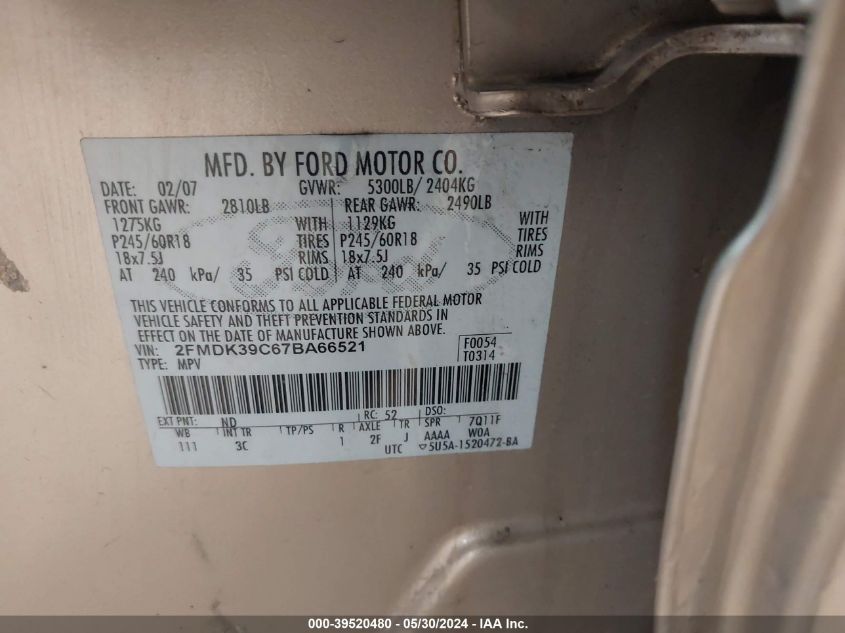 MFD. BY FORD MOTOR CO.
DATE: 02/07 GVWR: 5300LB/ 2404KG
FRONT GAWR: 2810LB REAR GAWR: 2490LB
1275KG WITH 1129KG WITH
P245/60R18 TIRES P245/60R18 TIRES
18x7.5J RIMS 18x7.5J RIMS
AT 240 kPa/ 35 PSI COLD AT 240 kPa/ 35 PSI COLD
Ford
THIS VEHICLE CONFORMS TO ALL APPLICABLE FEDERAL MOTOR
VEHICLE SAFETY AND THEFT PREVENTION STANDARDS IN
EFFECT ON THE DATE OF MANUFACTURE SHOWN ABOVE.
VIN: 2FMDK39C67BA66521 F0054
TYPE: MPV T0314
EXT PNT: ND RC: 52 DSO:
WB INT TR TP/PS R AXLE TR SPR 7Q11F
111 3C 1 2F J AAAA W0A
UTC 5U5A-1520472-BA
000-39520480 - 05/30/2024 - IAA Inc.